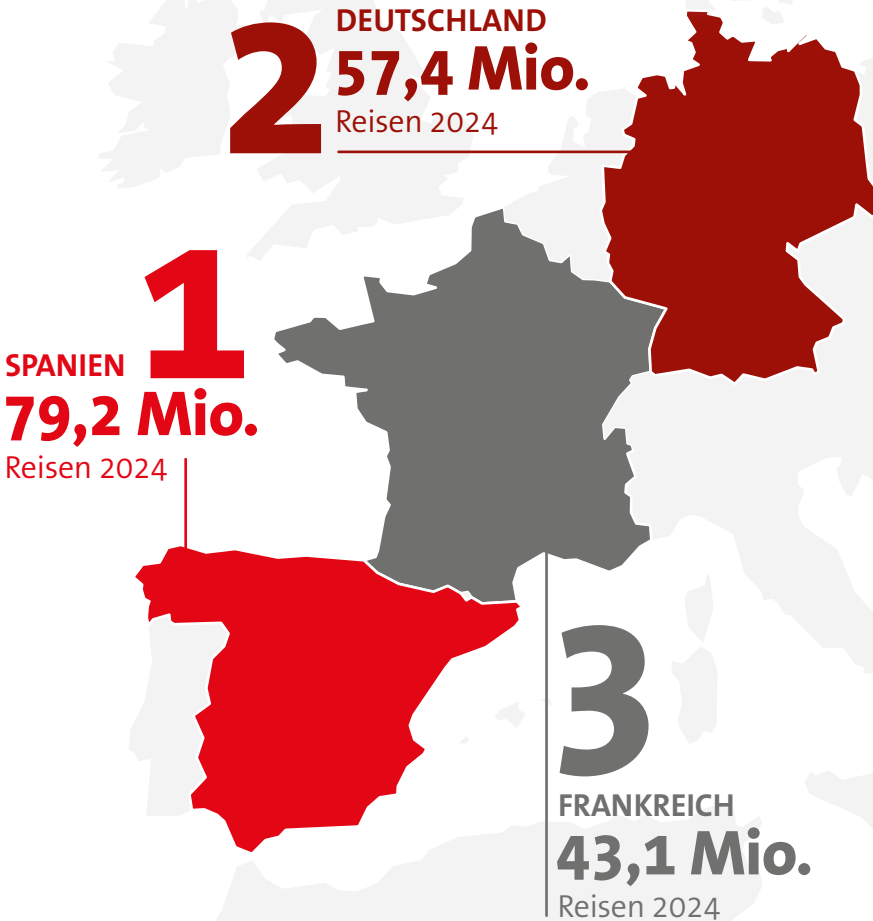 2
DEUTSCHLAND
57,4 Mio.
Reisen 2024
1
SPANIEN
79,2 Mio.
Reisen 2024
3
FRANKREICH
43,1 Mio.
Reisen 2024